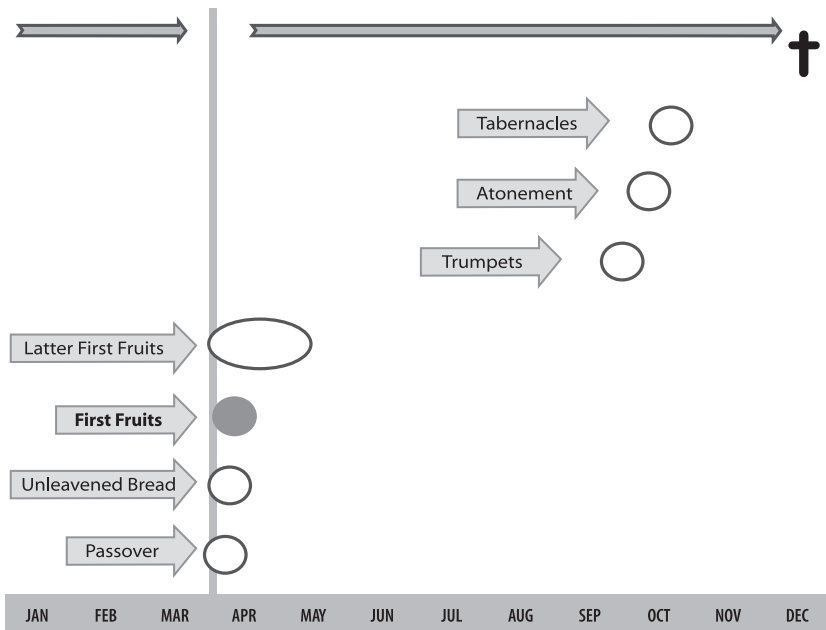 Tabernacles
Atonement
Trumpets
Latter First Fruits
First Fruits
Unleavened Bread
Passover
JAN FEB MAR APR MAY JUN JUL AUG SEP OCT NOV DEC